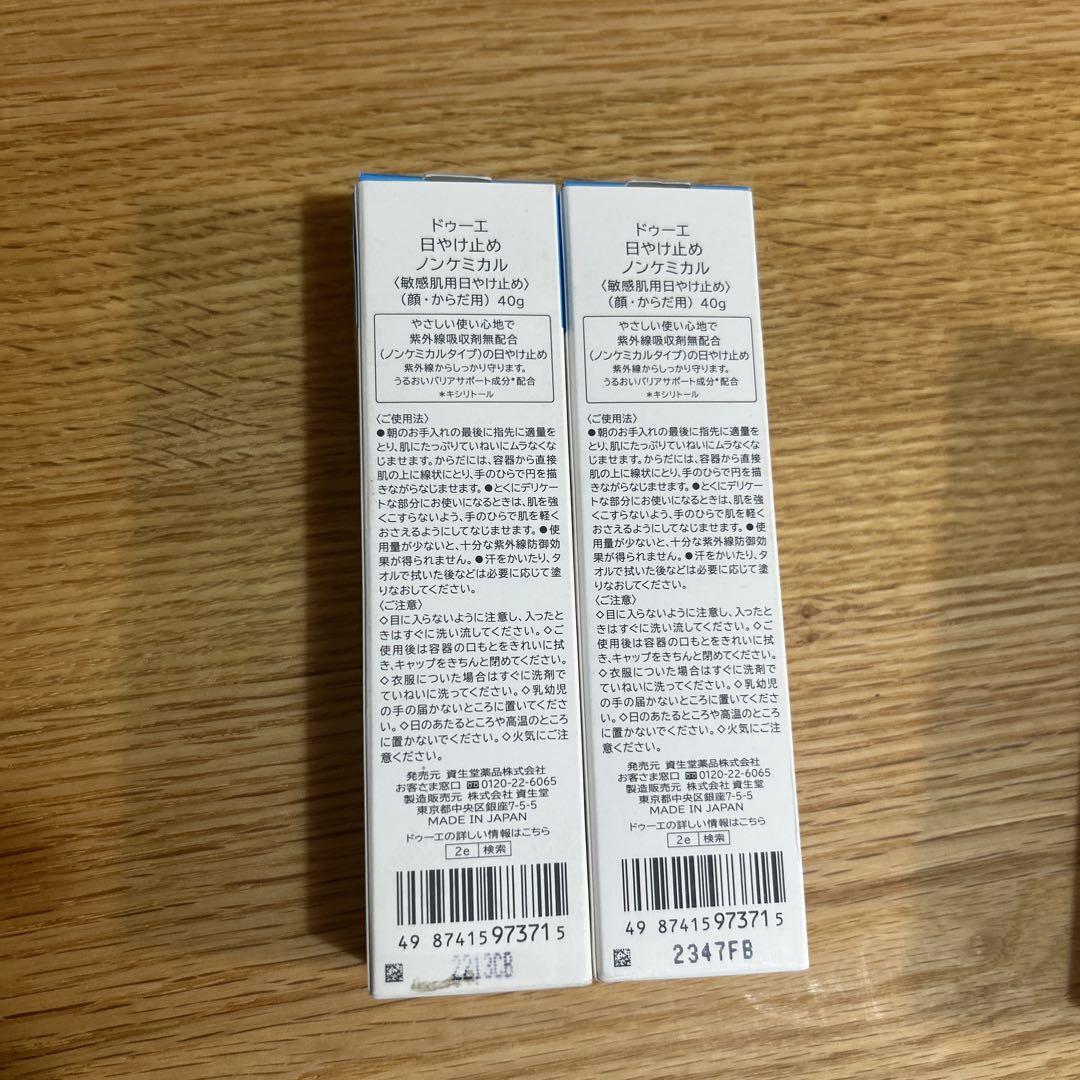 ドゥーエ
日やけ止め
ノンケミカル
〈敏感肌用日やけ止め〉
(顔・からだ用) 40g
やさしい使い心地で
紫外線吸収剤無配合
(ノンケミカルタイプ)の日やけ止め
紫外線からしっかり守ります。
うるおいバリアサポート成分*配合
*キシリトール
〈ご使用法〉
●朝のお手入れの最後に指先に適量を
とり、肌にたっぷりていねいにムラなくな
じませます。からだには、容器から直接
肌の上に線状にとり、手のひらで円を描
きながらなじませます。●とくにデリケー
トな部分にお使いになるときは、肌を強
くこすらないよう、手のひらで肌を軽く
おさえるようにしてなじませます。●使
用量が少ないと、十分な紫外線防御効
果が得られません。●汗をかいたり、タ
オルで拭いた後などは必要に応じて塗
りなおしてください。
〈ご注意〉
◇目に入らないように注意し、入ったと
きはすぐに洗い流してください。◇ご
使用後は容器の口もとをきれいに拭
き、キャップをきちんと閉めてください。
◇衣服についた場合はすぐに洗剤で
ていねいに洗ってください。◇乳幼児
の手の届かないところに置いてくださ
い。◇日のあたるところや高温のところ
に置かないでください。◇火気にご注
意ください。
発売元 資生堂薬品株式会社
お客さま窓口 0120-22-6065
製造販売元 株式会社 資生堂
東京都中央区銀座7-5-5
MADE IN JAPAN
ドゥーエの詳しい情報はこちら
2e 検索
49 87415 97371 5
2213CB
ドゥーエ
日やけ止め
ノンケミカル
〈敏感肌用日やけ止め〉
(顔・からだ用) 40g
やさしい使い心地で
紫外線吸収剤無配合
(ノンケミカルタイプ)の日やけ止め
紫外線からしっかり守ります。
うるおいバリアサポート成分*配合
*キシリトール
〈ご使用法〉
●朝のお手入れの最後に指先に適量を
とり、肌にたっぷりていねいにムラなくな
じませます。からだには、容器から直接
肌の上に線状にとり、手のひらで円を描
きながらなじませます。●とくにデリケー
トな部分にお使いになるときは、肌を強
くこすらないよう、手のひらで肌を軽く
おさえるようにしてなじませます。●使
用量が少ないと、十分な紫外線防御効
果が得られません。●汗をかいたり、タ
オルで拭いた後などは必要に応じて塗
りなおしてください。
〈ご注意〉
◇目に入らないように注意し、入ったと
きはすぐに洗い流してください。◇ご
使用後は容器の口もとをきれいに拭
き、キャップをきちんと閉めてください。
◇衣服についた場合はすぐに洗剤で
ていねいに洗ってください。◇乳幼児
の手の届かないところに置いてくださ
い。◇日のあたるところや高温のところ
に置かないでください。◇火気にご注
意ください。
発売元 資生堂薬品株式会社
お客さま窓口 0120-22-6065
製造販売元 株式会社 資生堂
東京都中央区銀座7-5-5
MADE IN JAPAN
ドゥーエの詳しい情報はこちら
2e 検索
49 87415 97371 5
2347FB